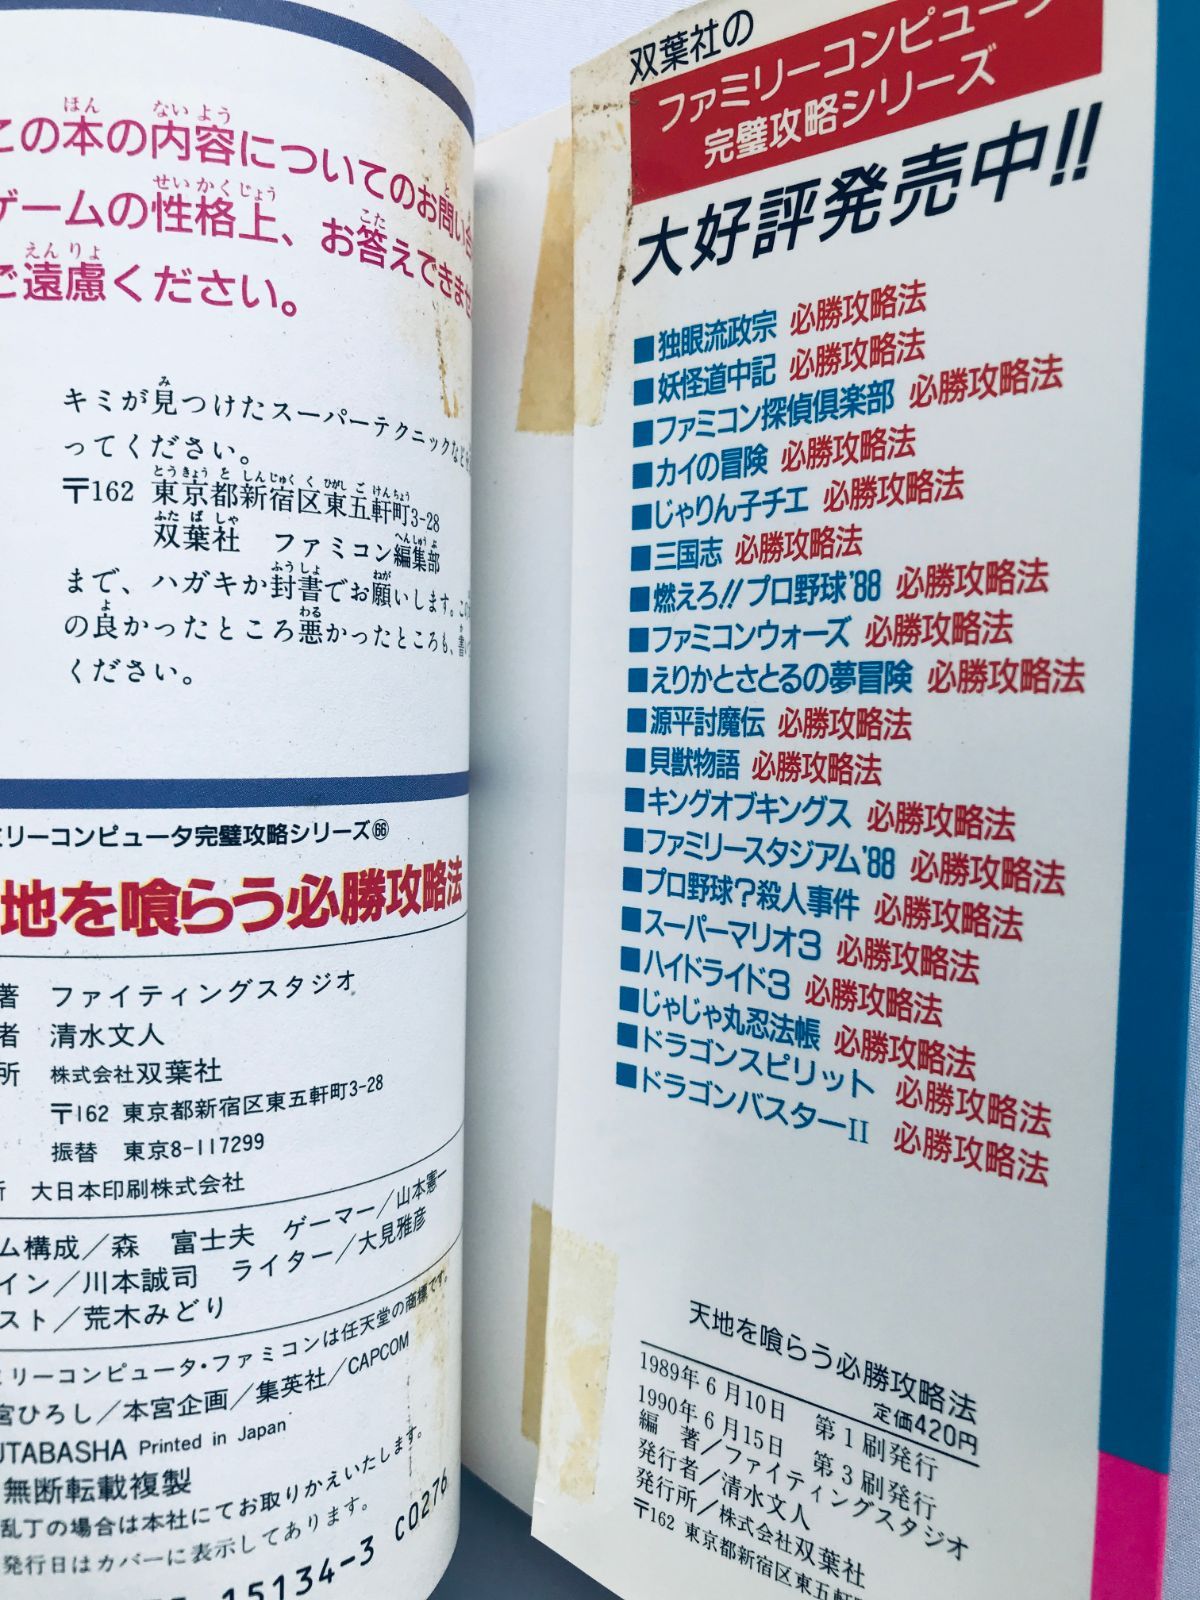 この本の内容についてのお問い合
ゲームの性格上、お答えできませ
ご遠慮ください。
キミが見つけたスーパーテクニックなどを
ってください。
〒162 東京都新宿区東五軒町3-28
双葉社 ファミコン編集部
まで、ハガキか封書でお願いします。この
の良かったところ悪かったところも、書いて
ください。
ミリーコンピュータ完璧攻略シリーズ66
地を喰らう必勝攻略法
著 ファイティングスタジオ
者 清水文人
所 株式会社双葉社
〒162 東京都新宿区東五軒町3-28
振替 東京8-117299
所 大日本印刷株式会社
ム構成/森 富士夫 ゲーマー/山本憲一
イン/川本誠司 ライター/大見雅彦
スト/荒木みどり
ミリーコンピュータ・ファミコンは任天堂の商標です。
宮ひろし/本宮企画/集英社/CAPCOM
UTABASHA Printed in Japan
無断転載複製
乱丁の場合は本社にてお取りかえいたします。
発行日はカバーに表示してあります。
15134-3 C0276
双葉社の
ファミリーコンピュータ
完璧攻略シリーズ
大好評発売中!!
■独眼流政宗 必勝攻略法
■妖怪道中記 必勝攻略法
■ファミコン探偵倶楽部 必勝攻略法
■カイの冒険 必勝攻略法
■じゃりん子チエ 必勝攻略法
■三国志 必勝攻略法
■燃えろ!!プロ野球'88 必勝攻略法
■ファミコンウォーズ 必勝攻略法
■えりかとさとるの夢冒険 必勝攻略法
■源平討魔伝 必勝攻略法
■貝獣物語 必勝攻略法
■キングオブキングス 必勝攻略法
■ファミリースタジアム'88 必勝攻略法
■プロ野球?殺人事件 必勝攻略法
■スーパーマリオ3 必勝攻略法
■ハイドライド3 必勝攻略法
■じゃじゃ丸忍法帳 必勝攻略法
■ドラゴンスピリット 必勝攻略法
■ドラゴンバスターII 必勝攻略法
天地を喰らう必勝攻略法
定価420円
1989年6月10日 第1刷発行
1990年6月15日 第3刷発行
編 著/ファイティングスタジオ
発行者/清水文人
発行所/株式会社双葉社
〒162 東京都新宿区東五軒